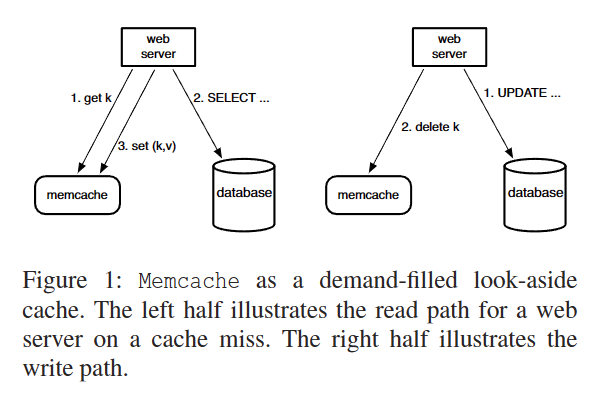 web
server
1. get k
2. SELECT ...
3. set (k,v)
memcache
database
web
server
1. UPDATE ...
2. delete k
memcache
database
Figure 1: Memcache as a demand-filled look-aside
cache. The left half illustrates the read path for a web
server on a cache miss. The right half illustrates the
write path.